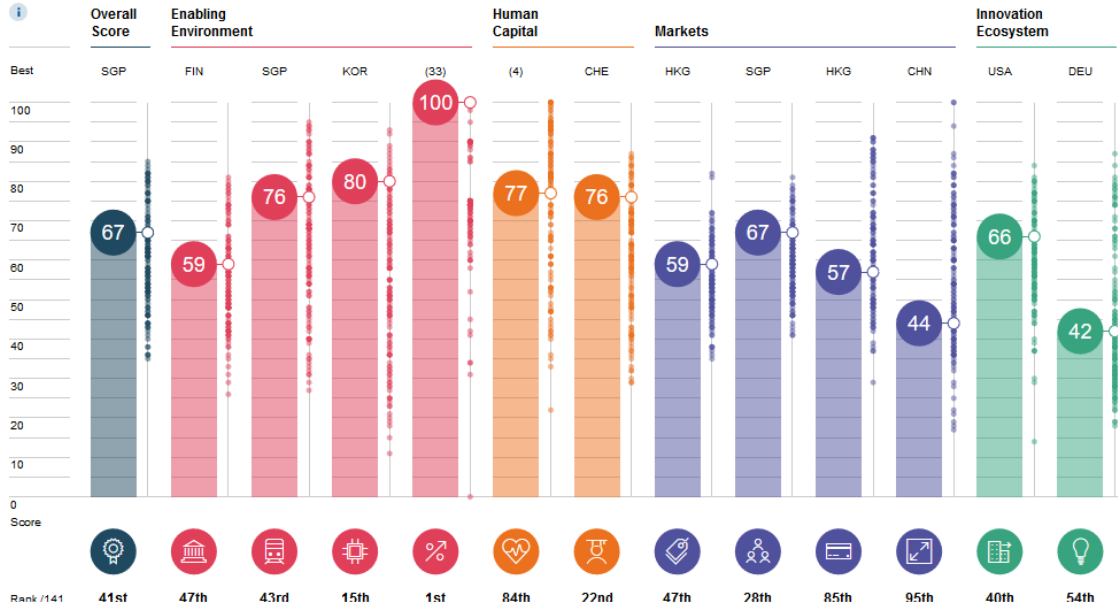 i
Overall Score
Enabling Environment
Human Capital
Markets
Innovation Ecosystem
Best SGP FIN SGP KOR (33) (4) CHE HKG SGP HKG CHN USA DEU
100
90
80
70
60
50
40
30
20
10
0
Score
67 59 76 80 100 77 76 59 67 57 44 66 42
Rank /141 41st 47th 43rd 15th 1st 84th 22nd 47th 28th 85th 95th 40th 54th